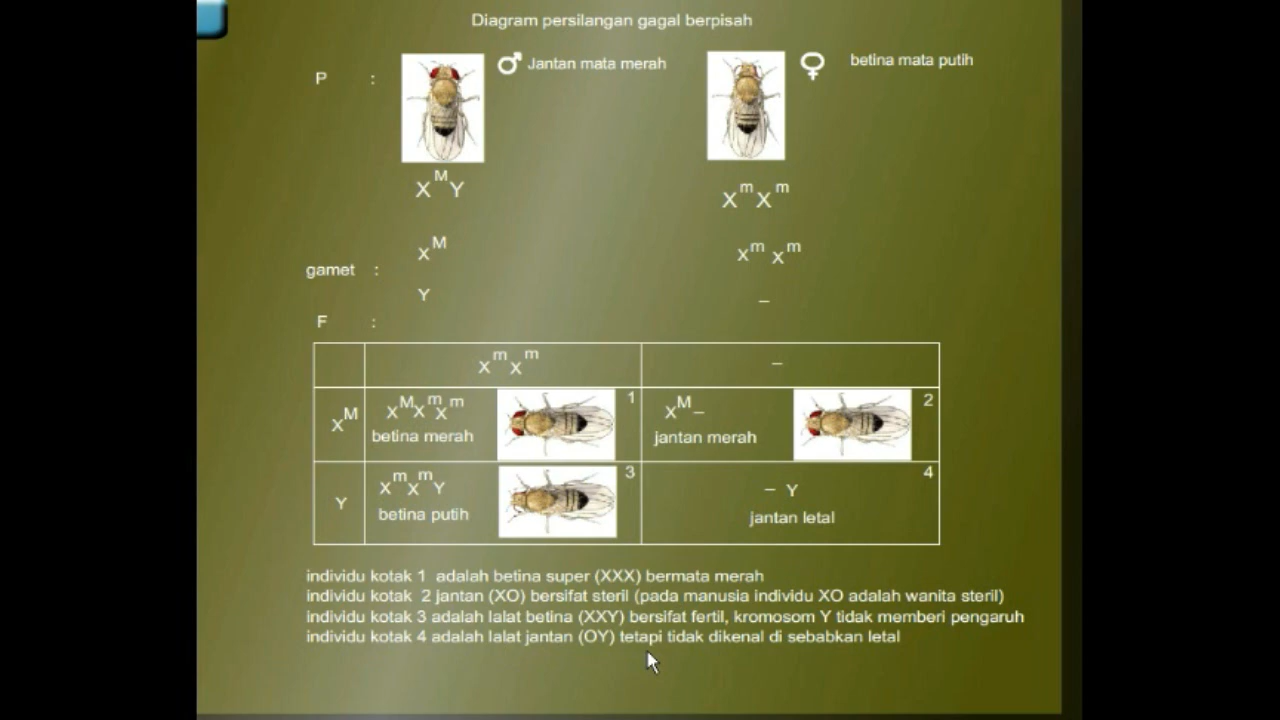 Diagram persilangan gagal berpisah
P : ♂ Jantan mata merah ♀ betina mata putih
X^M Y X^m X^m
gamet : X^M X^m X^m
Y –
F :
X^m X^m –
X^M X^M X^m X^m 1 X^M – 2
betina merah jantan merah
Y X^m X^m Y 3 – Y 4
betina putih jantan letal
individu kotak 1 adalah betina super (XXX) bermata merah
individu kotak 2 jantan (XO) bersifat steril (pada manusia individu XO adalah wanita steril)
individu kotak 3 adalah lalat betina (XXY) bersifat fertil, kromosom Y tidak memberi pengaruh
individu kotak 4 adalah lalat jantan (OY) tetapi tidak dikenal di sebabkan letal